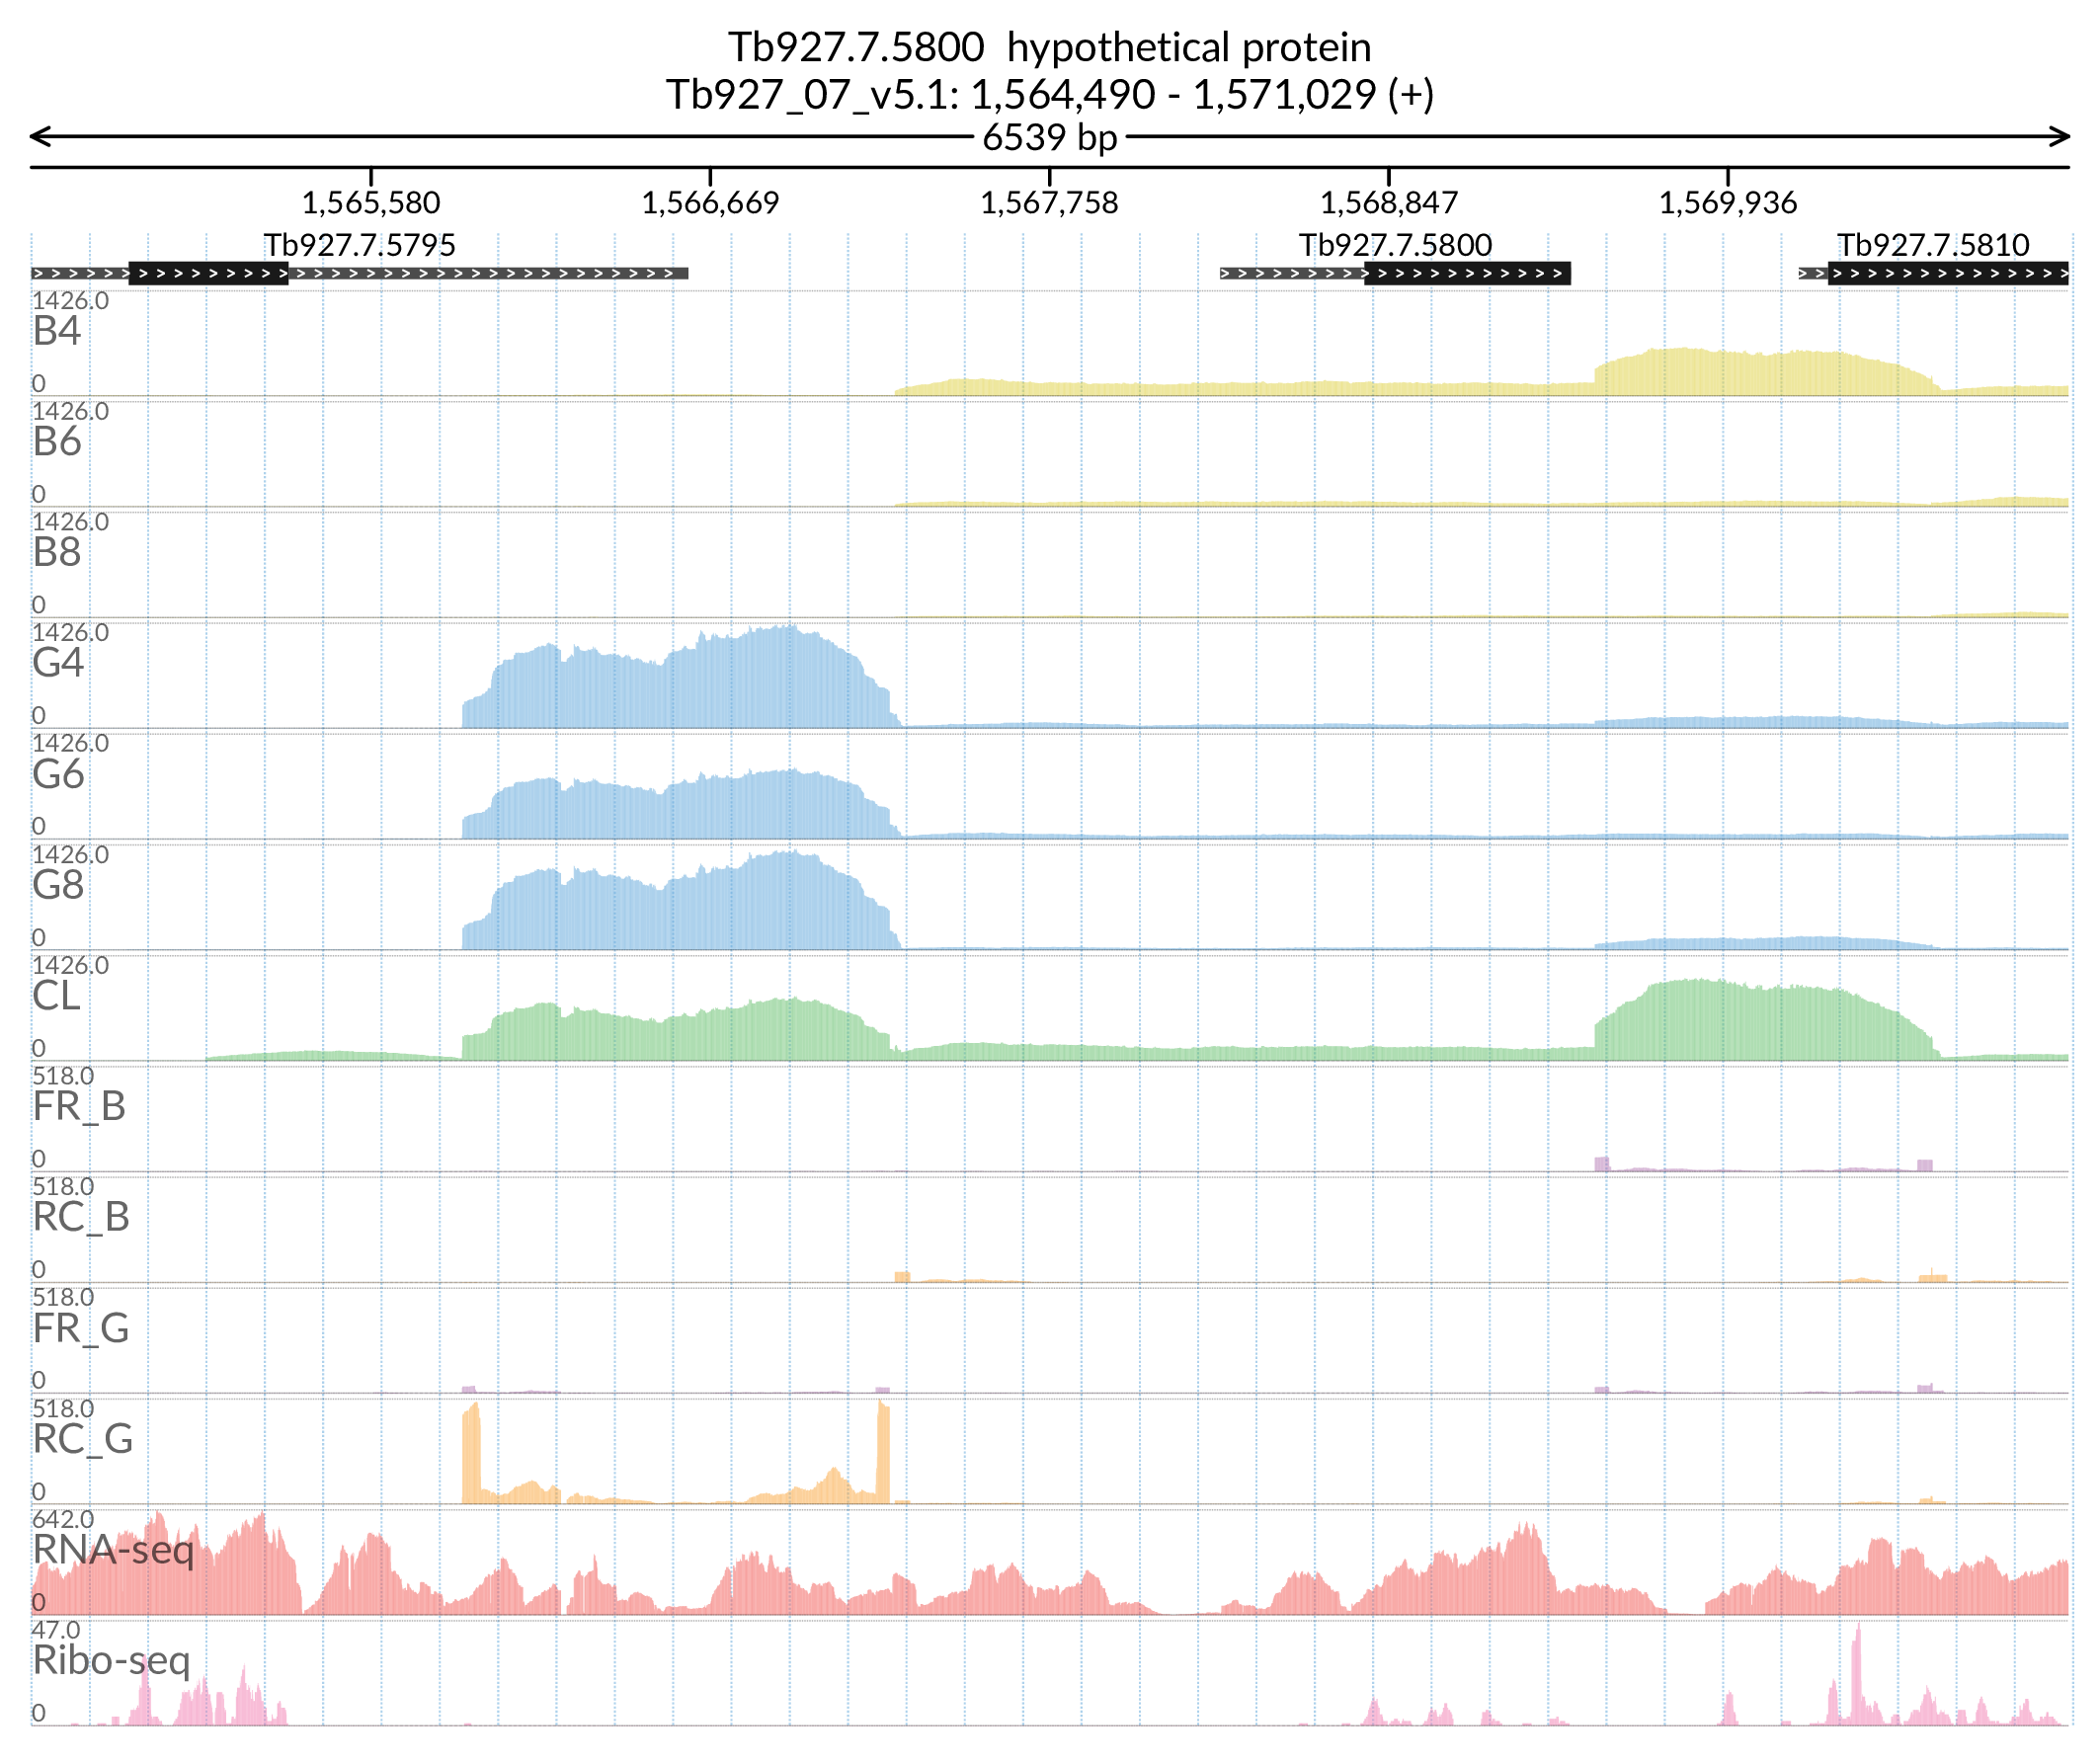 Tb927.7.5800  hypothetical protein
Tb927_07_v5.1: 1,564,490 - 1,571,029 (+)
6539 bp
1,565,580 1,566,669 1,567,758 1,568,847 1,569,936
Tb927.7.5795 Tb927.7.5800 Tb927.7.5810
1426.0
B4
0
1426.0
B6
0
1426.0
B8
0
1426.0
G4
0
1426.0
G6
0
1426.0
G8
0
1426.0
CL
0
518.0
FR_B
0
518.0
RC_B
0
518.0
FR_G
0
518.0
RC_G
0
642.0
RNA-seq
0
47.0
Ribo-seq
0